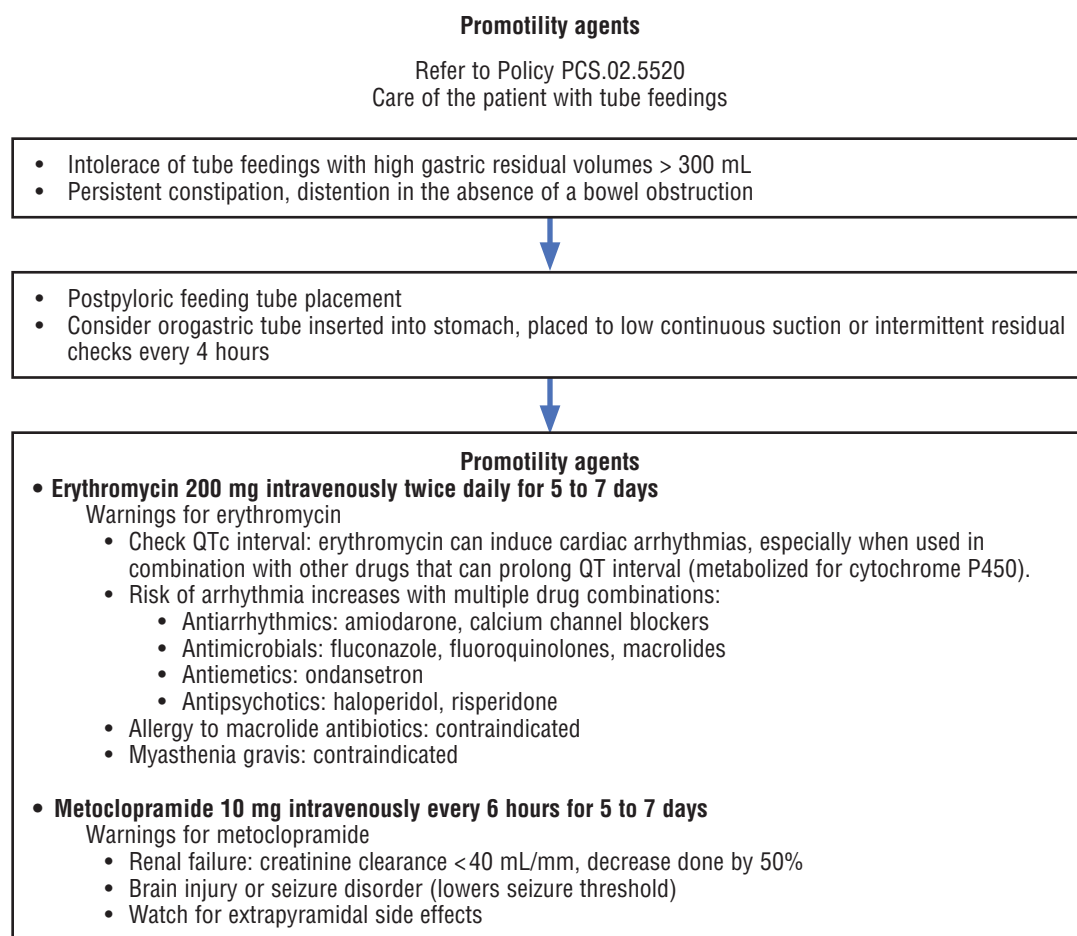 Promotility agents
Refer to Policy PCS.02.5520
Care of the patient with tube feedings
• Intolerace of tube feedings with high gastric residual volumes > 300 mL
• Persistent constipation, distention in the absence of a bowel obstruction
• Postpyloric feeding tube placement
• Consider orogastric tube inserted into stomach, placed to low continuous suction or intermittent residual
checks every 4 hours
Promotility agents
• Erythromycin 200 mg intravenously twice daily for 5 to 7 days
Warnings for erythromycin
• Check QTc interval: erythromycin can induce cardiac arrhythmias, especially when used in
combination with other drugs that can prolong QT interval (metabolized for cytochrome P450).
• Risk of arrhythmia increases with multiple drug combinations:
• Antiarrhythmics: amiodarone, calcium channel blockers
• Antimicrobials: fluconazole, fluoroquinolones, macrolides
• Antiemetics: ondansetron
• Antipsychotics: haloperidol, risperidone
• Allergy to macrolide antibiotics: contraindicated
• Myasthenia gravis: contraindicated
• Metoclopramide 10 mg intravenously every 6 hours for 5 to 7 days
Warnings for metoclopramide
• Renal failure: creatinine clearance <40 mL/mm, decrease done by 50%
• Brain injury or seizure disorder (lowers seizure threshold)
• Watch for extrapyramidal side effects